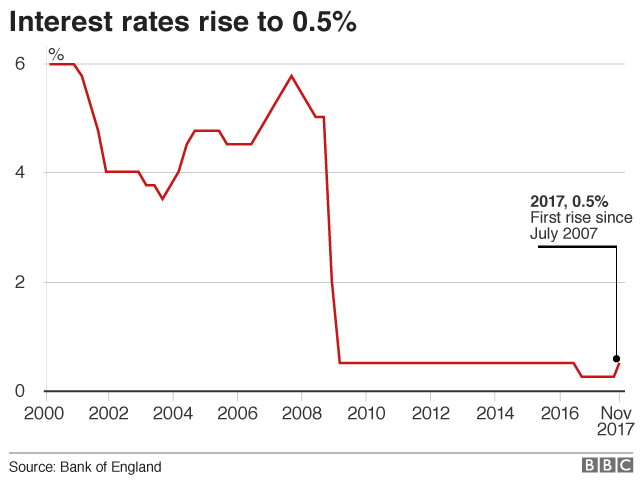 Interest rates rise to 0.5%
%
6
4
2
0
2017, 0.5%
First rise since
July 2007
2000 2002 2004 2006 2008 2010 2012 2014 2016 Nov
2017
Source: Bank of England
BBC